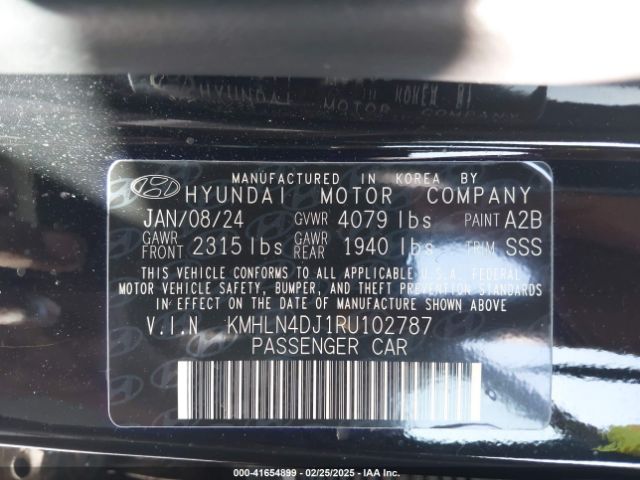 HYUNDAI
MOTOR COMPANY
MANUFACTURED IN KOREA BY
HYUNDAI MOTOR COMPANY
JAN/08/24 GVWR 4079 lbs PAINT A2B
GAWR FRONT 2315 lbs GAWR REAR 1940 lbs TRIM SSS
THIS VEHICLE CONFORMS TO ALL APPLICABLE U.S.A. FEDERAL
MOTOR VEHICLE SAFETY, BUMPER, AND THEFT PREVENTION STANDARDS
IN EFFECT ON THE DATE OF MANUFACTURE SHOWN ABOVE
V.I.N KMHLN4DJ1RU102787
PASSENGER CAR
000-41654899 - 02/25/2025 - IAA Inc.